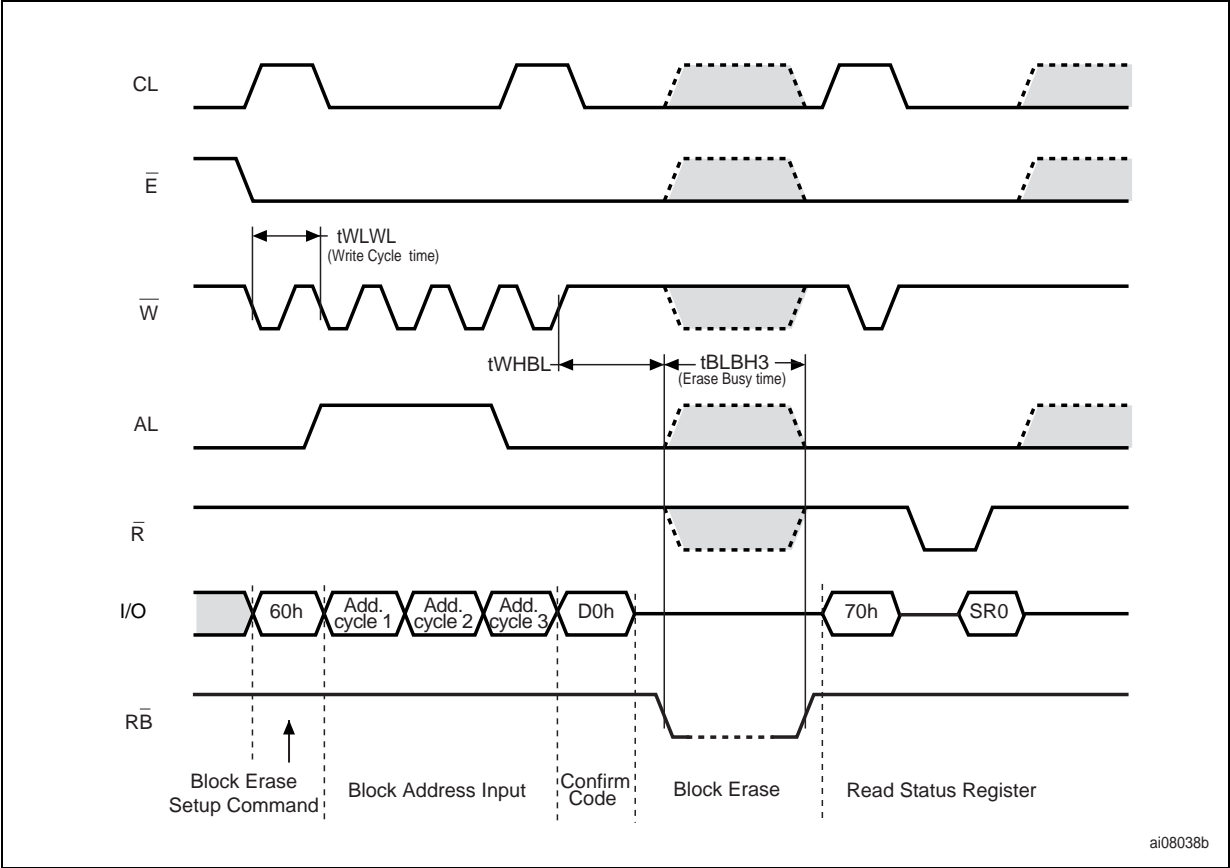 CL
E̅
tWLWL
(Write Cycle time)
W̅
tWHBL
tBLBH3
(Erase Busy time)
AL
R̅
I/O
60h
Add.
cycle 1
Add.
cycle 2
Add.
cycle 3
D0h
70h
SR0
RB̅
Block Erase
Setup Command
Block Address Input
Confirm
Code
Block Erase
Read Status Register
ai08038b